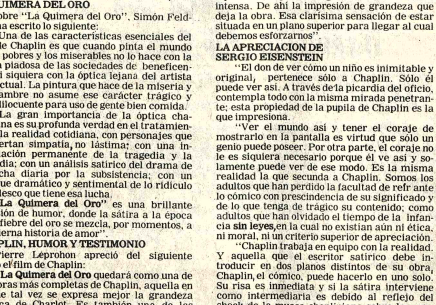 QUIMERA DEL ORO
bre "La Quimera del Oro", Simón Feld-
a escrito lo siguiente:
Una de las características esenciales del
de Chaplin es que cuando pinta el mundo
pobres y los miserables no lo hace con la
piadosa de las sociedades de beneficen-
i siquiera con la óptica lejana del artista
ctual. La pintura que hace de la miseria y
ambre no asume ese carácter trágico y
dilocuente para uso de gente bien comida.
La gran importancia de la óptica cha-
na es su profunda verdad en el tratamien-
la realidad cotidiana, con personajes que
ertan simpatía, no lástima; con una in-
ación permanente de la tragedia y la
dia; con un análisis satírico del drama de
cha diaria por la subsistencia; con un
que dramático y sentimental de lo ridículo
esco que tiene esa lucha.
La Quimera del Oro" es una brillante
sión de humor, donde la sátira a la época
fiebre del oro se mezcla, por momentos, a
erna historia de amor".
PLIN, HUMOR Y TESTIMONIO
ierre Leprohon apreció del siguiente
o el film de Chaplin:
La Quimera del Oro quedará como una de
bras más completas de Chaplin, aquella en
e tal vez se expresa mejor la grandeza
intensa. De ahí la impresión de grandeza que
deja la obra. Esa clarísima sensación de estar
situada en un plano superior para llegar al cual
debemos esforzarnos".
LA APRECIACION DE
SERGIO EISENSTEIN
"El don de ver cómo un niño es inimitable y
original, pertenece sólo a Chaplin. Sólo él
puede ver así. A través de la picardía del oficio,
contempla todo con la misma mirada penetran-
te; esta propiedad de la pupila de Chaplin es la
que impresiona.
"Ver el mundo así y tener el coraje de
mostrarlo en la pantalla es virtud que sólo un
genio puede poseer. Por otra parte, el coraje no
le es siquiera necesario porque él ve así y so-
lamente puede ver de ese modo. Es la misma
realidad la que secunda a Chaplin. Somos los
adultos que han perdido la facultad de refr ante
lo cómico con prescindencia de su significado y
de lo que tenga de trágico su contenido; como
adultos que han olvidado el tiempo de la infan-
cia sin leyes, en la cual no existían aún ni ética,
ni moral, ni un criterio superior de apreciación.
"Chaplin trabaja en equipo con la realidad.
Y aquella que el escritor satírico debe in-
troducir en dos planos distintos de su obra,
Chaplin, el cómico, puede hacerlo en uno solo.
Su risa es inmediata y si la sátira interviene
como intermediaria es debido al reflejo de